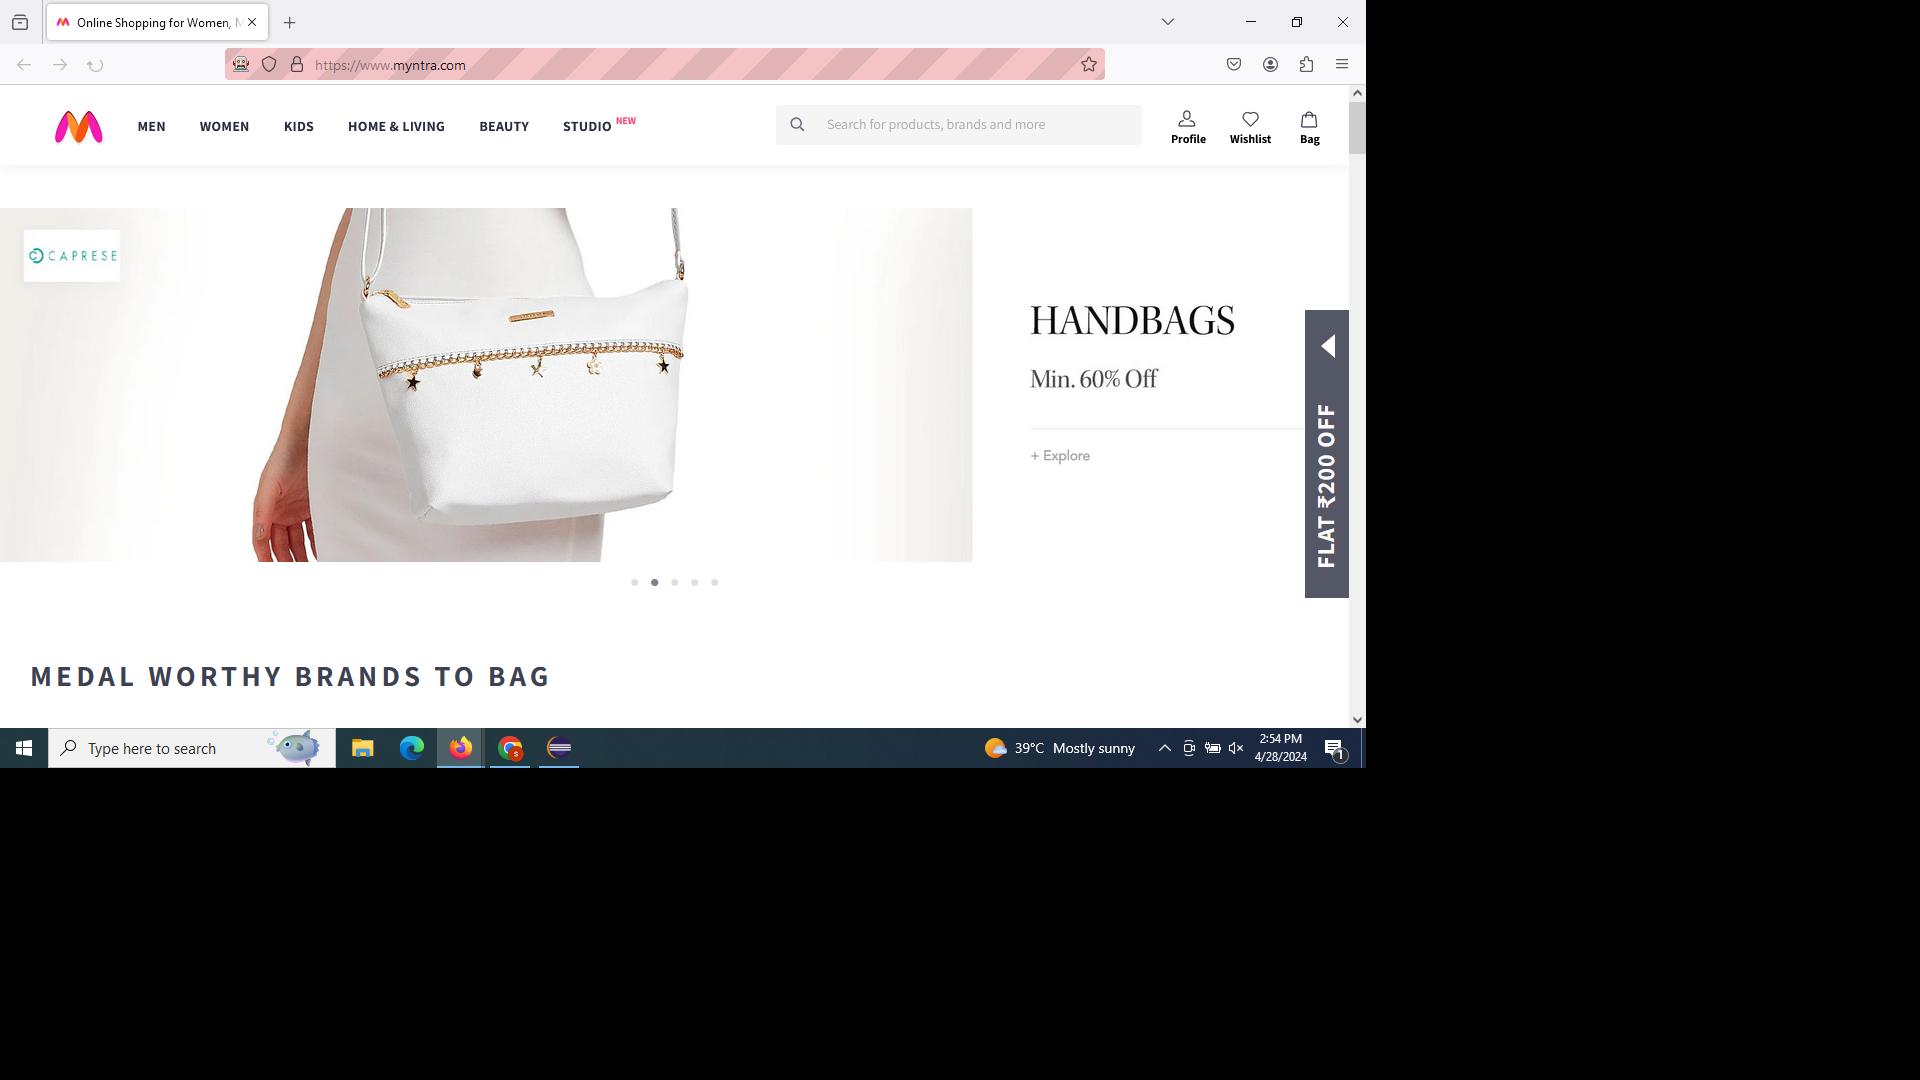 Online Shopping for Women, M
https://www.myntra.com
MEN
WOMEN
KIDS
HOME & LIVING
BEAUTY
STUDIO NEW
Search for products, brands and more
Profile
Wishlist
Bag
CAPRESE
HANDBAGS
Min. 60% Off
+ Explore
FLAT ₹200 OFF
MEDAL WORTHY BRANDS TO BAG
Type here to search
S
39°C Mostly sunny
2:54 PM
4/28/2024
1